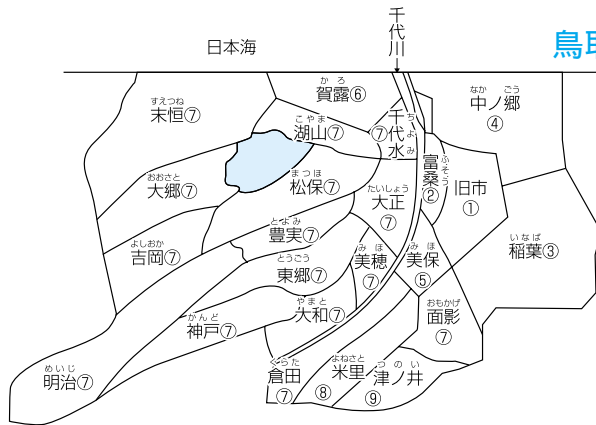 千代川
日本海
鳥取
すえつね
末恒⑦
かろ
賀露⑥
なかごう
中ノ郷
④
こやま
湖山⑦
ちよみ
千代水
⑦
ふそう
富桑
②
旧市
①
おおさと
大郷⑦
まつほ
松保⑦
たいしょう
大正
⑦
いなば
稲葉③
よしおか
吉岡⑦
とよみ
豊実⑦
とうごう
東郷⑦
みほ
美穂
⑦
みほ
美保
⑤
おもかげ
面影
⑦
かんど
神戸⑦
やまと
大和⑦
めいじ
明治⑦
くらた
倉田
⑦
よねさと
米里
⑧
つのい
津ノ井
⑨